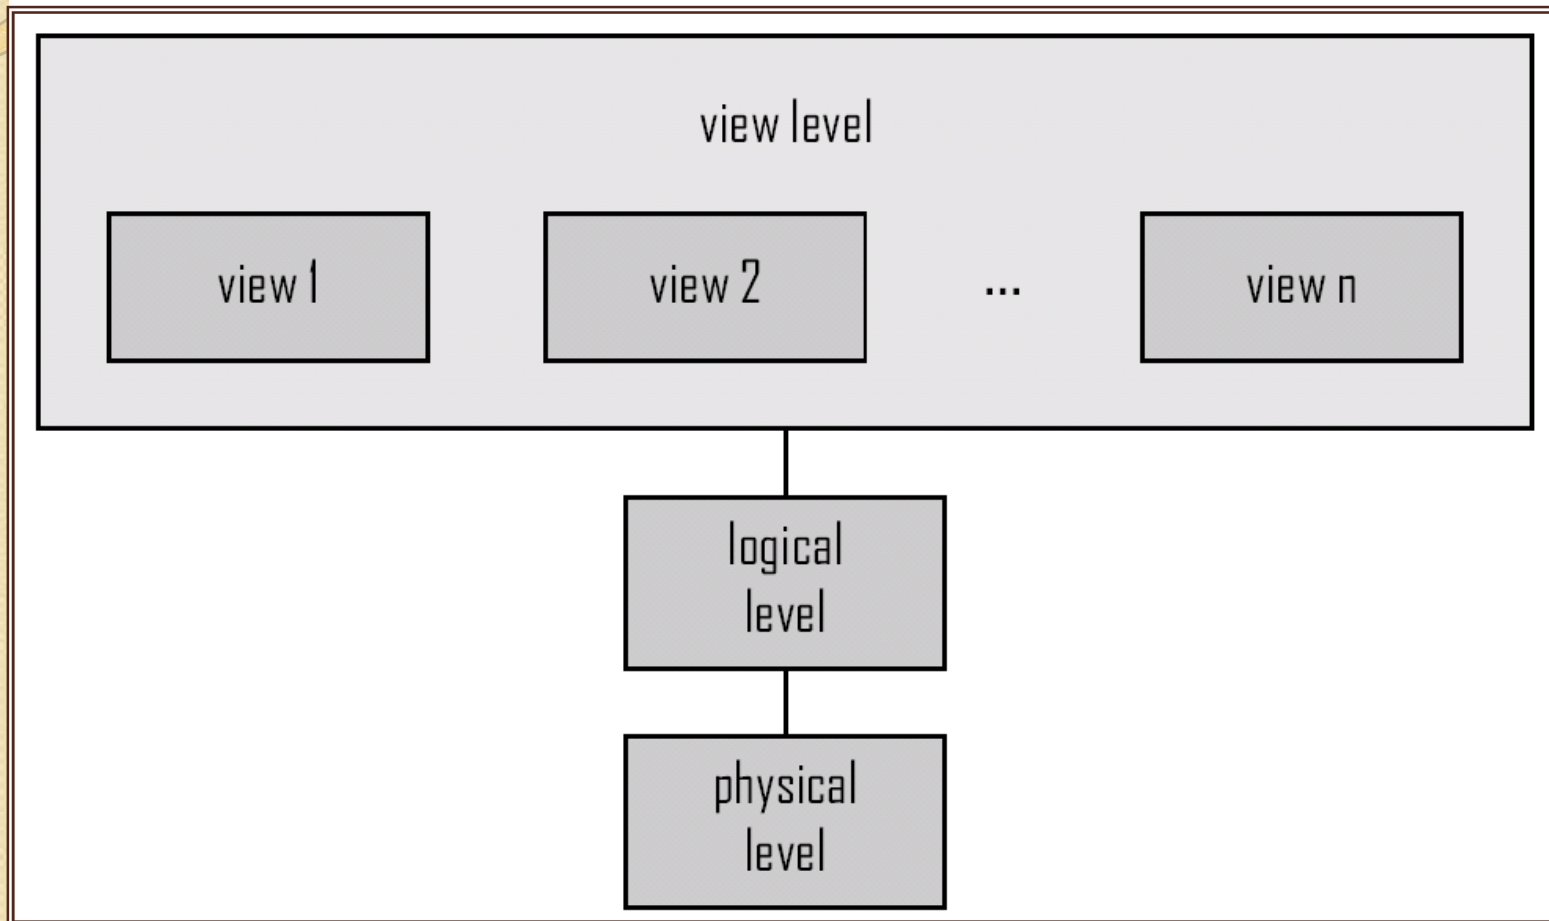 view level
view 1
view 2
...
view n
logical
level
physical
level